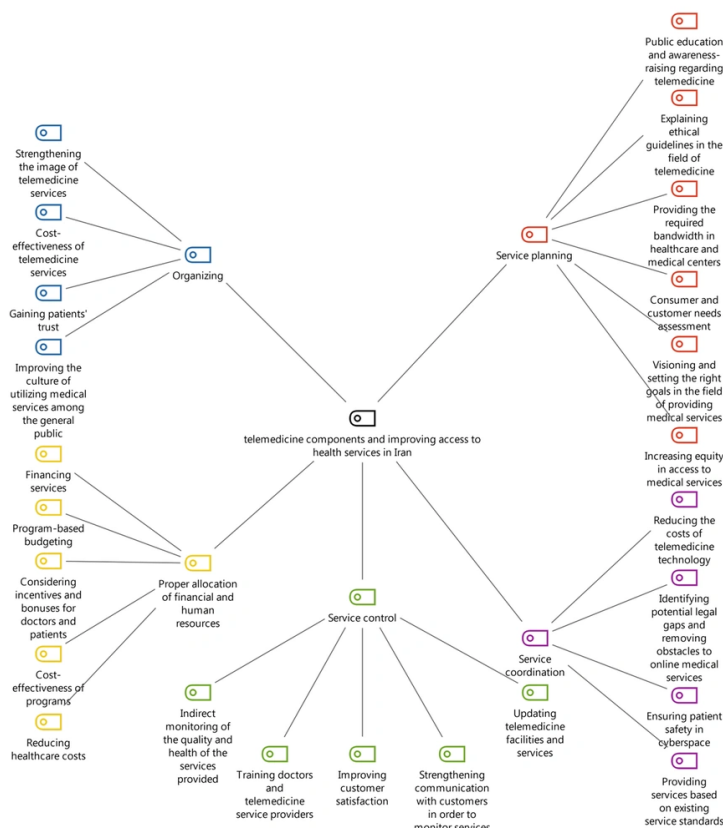 Public education
and awareness-
raising regarding
telemedicine
Explaining
ethical
guidelines in the
field of
telemedicine
Providing the
required
bandwidth in
healthcare and
medical centers
Consumer and
customer needs
assessment
Visioning and
setting the right
goals in the field
of providing
medical services
Increasing equity
in access to
medical services
Service planning
Strengthening
the image of
telemedicine
services
Cost-
effectiveness of
telemedicine
services
Gaining patients'
trust
Improving the
culture of
utilizing medical
services among
the general
public
Organizing
telemedicine components and improving access to
health services in Iran
Financing
services
Program-based
budgeting
Considering
incentives and
bonuses for
doctors and
patients
Cost-
effectiveness of
programs
Reducing
healthcare costs
Proper allocation
of financial and
human
resources
Service control
Indirect
monitoring of
the quality and
health of the
services
provided
Training doctors
and
telemedicine
service providers
Improving
customer
satisfaction
Strengthening
communication
with customers
in order to
monitor services
Updating
telemedicine
facilities and
services
Service
coordination
Reducing the
costs of
telemedicine
technology
Identifying
potential legal
gaps and
removing
obstacles to
online medical
services
Ensuring patient
safety in
cyberspace
Providing
services based
on existing
service standards